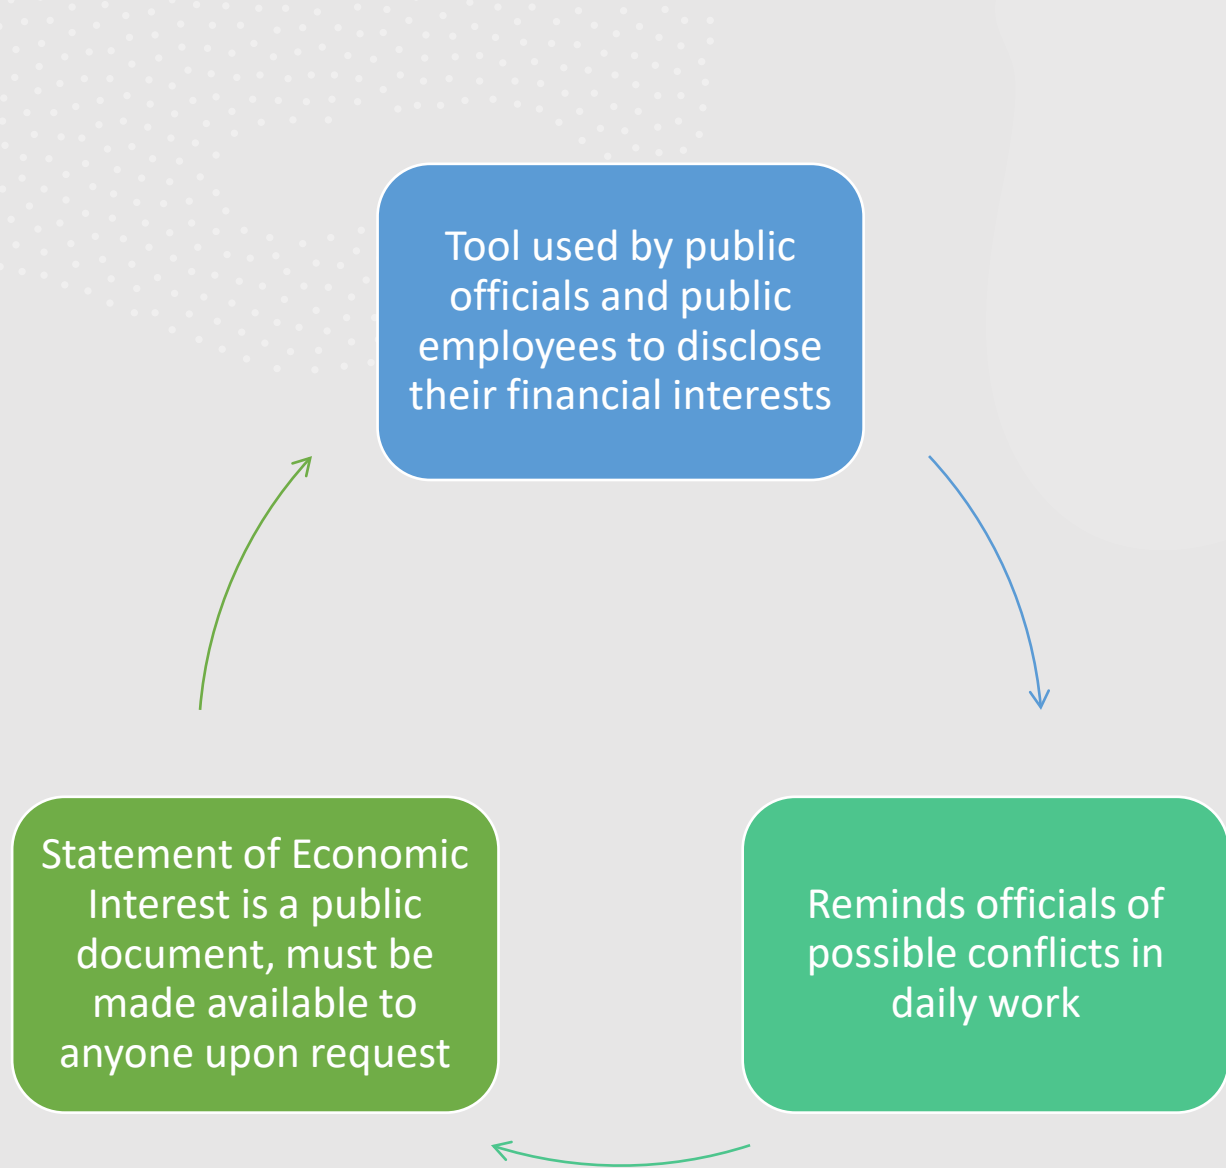 Tool used by public
officials and public
employees to disclose
their financial interests
Reminds officials of
possible conflicts in
daily work
Statement of Economic
Interest is a public
document, must be
made available to
anyone upon request